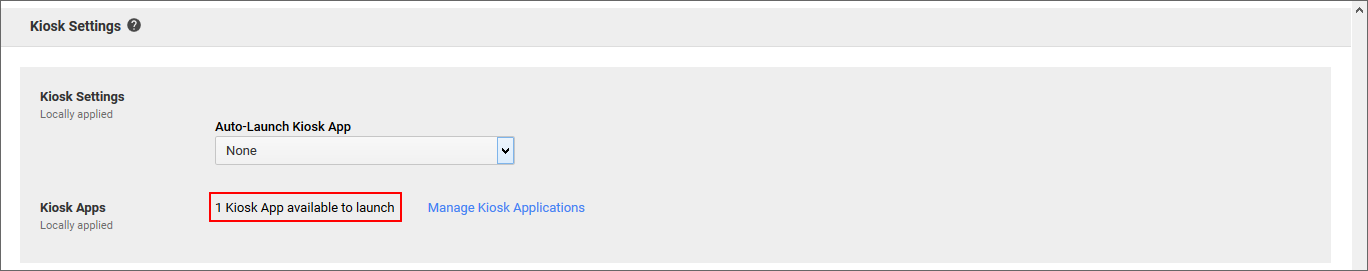 Kiosk Settings ?
Kiosk Settings
Locally applied
Auto-Launch Kiosk App
None
Kiosk Apps
1 Kiosk App available to launch
Manage Kiosk Applications
Locally applied